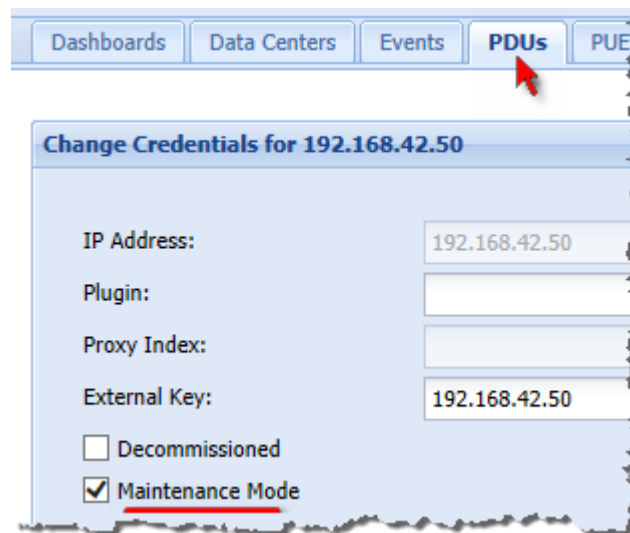 Dashboards Data Centers Events PDUs PUE
Change Credentials for 192.168.42.50
IP Address: 192.168.42.50
Plugin:
Proxy Index:
External Key: 192.168.42.50
Decommissioned
Maintenance Mode